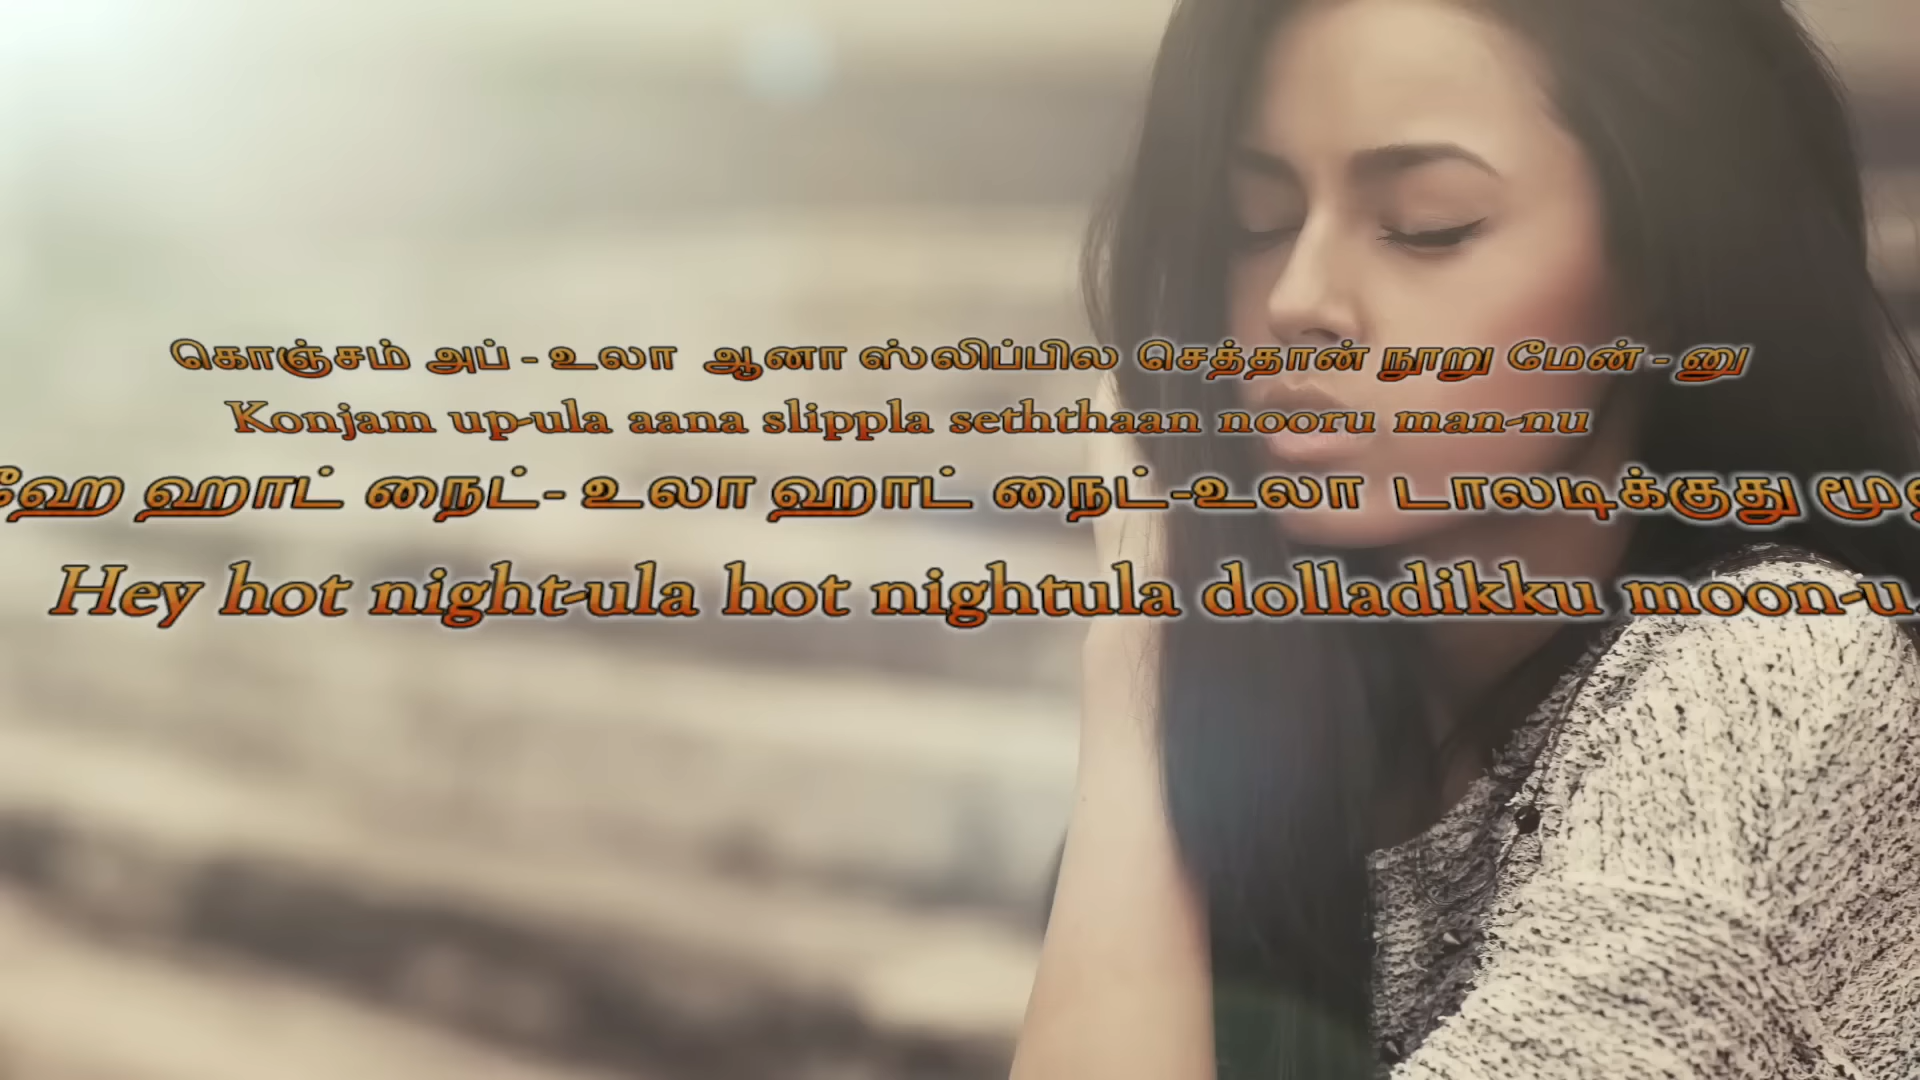 கொஞ்சம் அப் - உலா ஆனா ஸ்லிப்பில செத்தான் நூறு மேன் - னு
Konjam up-ula aana slippla seththaan nooru man-nu
ஹே ஹாட் நைட்- உலா ஹாட் நைட்-உலா டாலடிக்குது
Hey hot night-ula hot nightula dolladikku moon-u